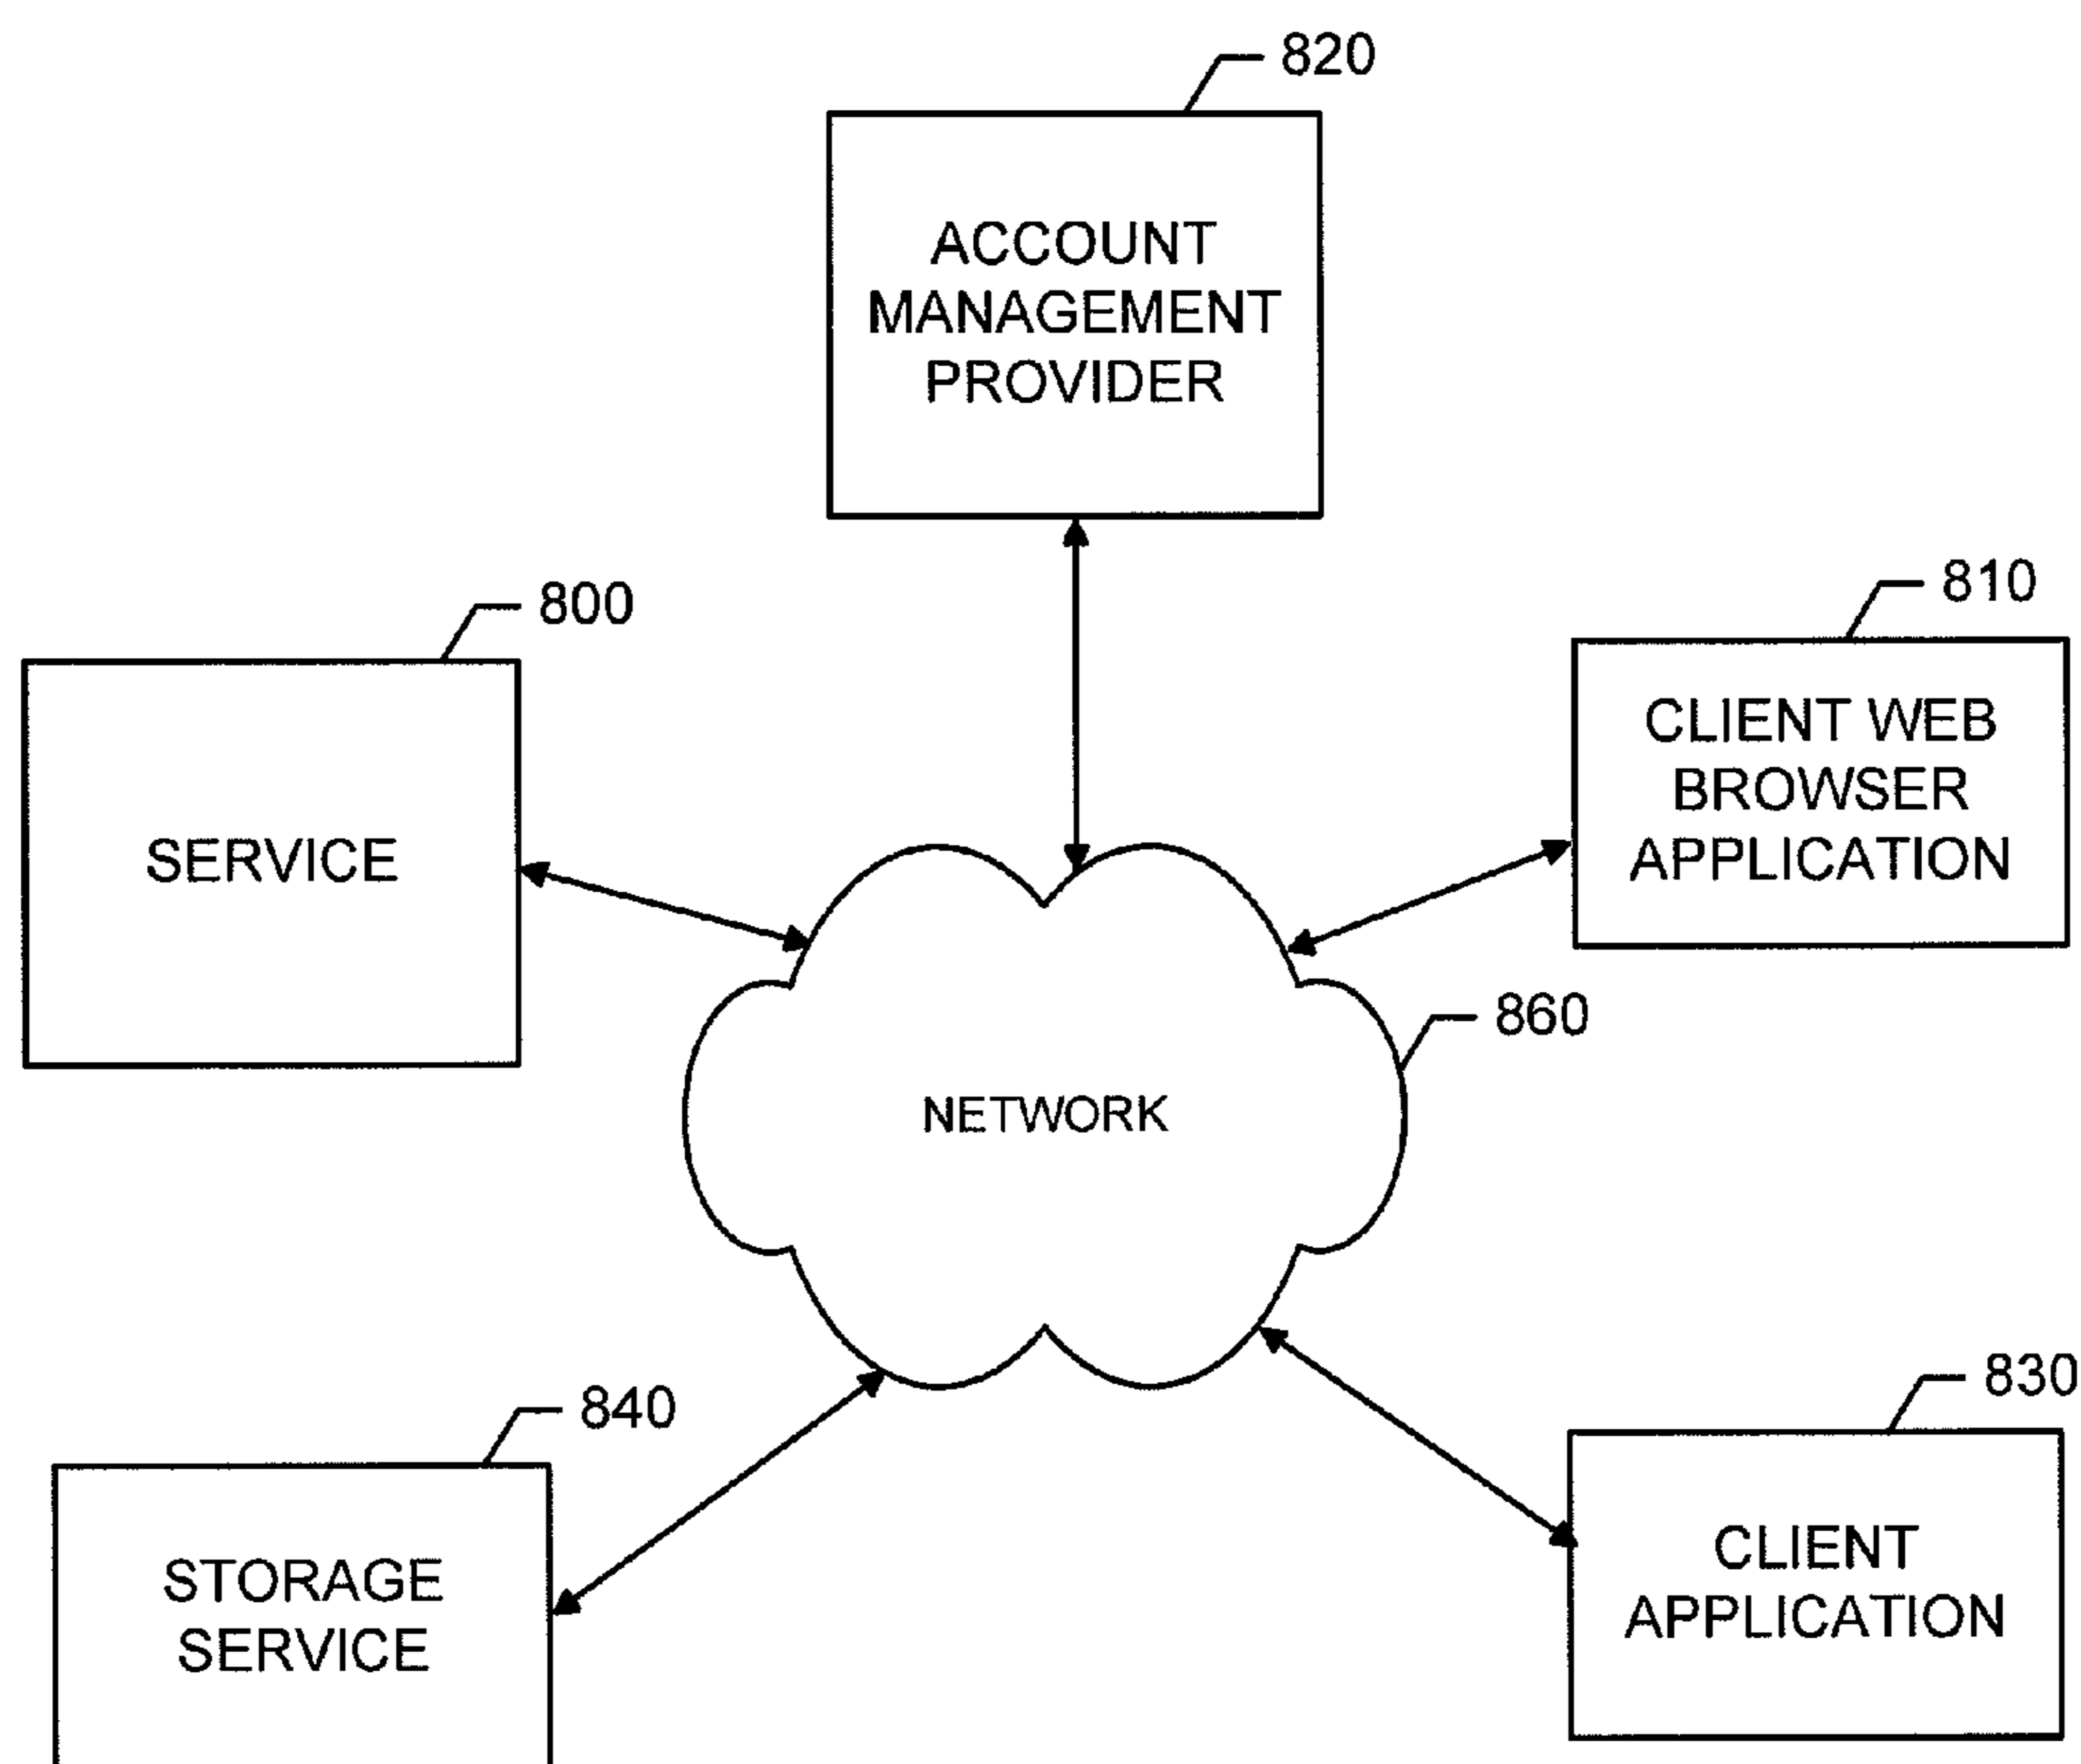 820
ACCOUNT
MANAGEMENT
PROVIDER
800
SERVICE
810
CLIENT WEB
BROWSER
APPLICATION
860
NETWORK
840
STORAGE
SERVICE
830
CLIENT
APPLICATION